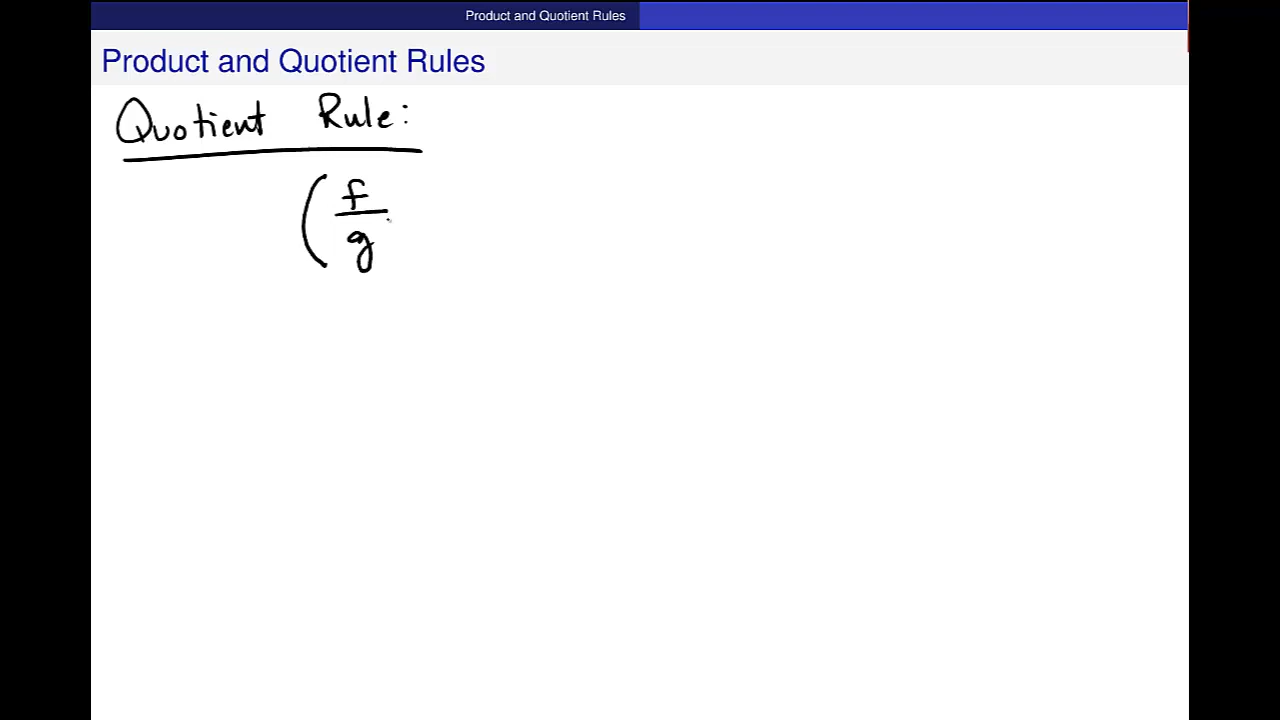 Product and Quotient Rules
Product and Quotient Rules
Quotient Rule:
( f
g